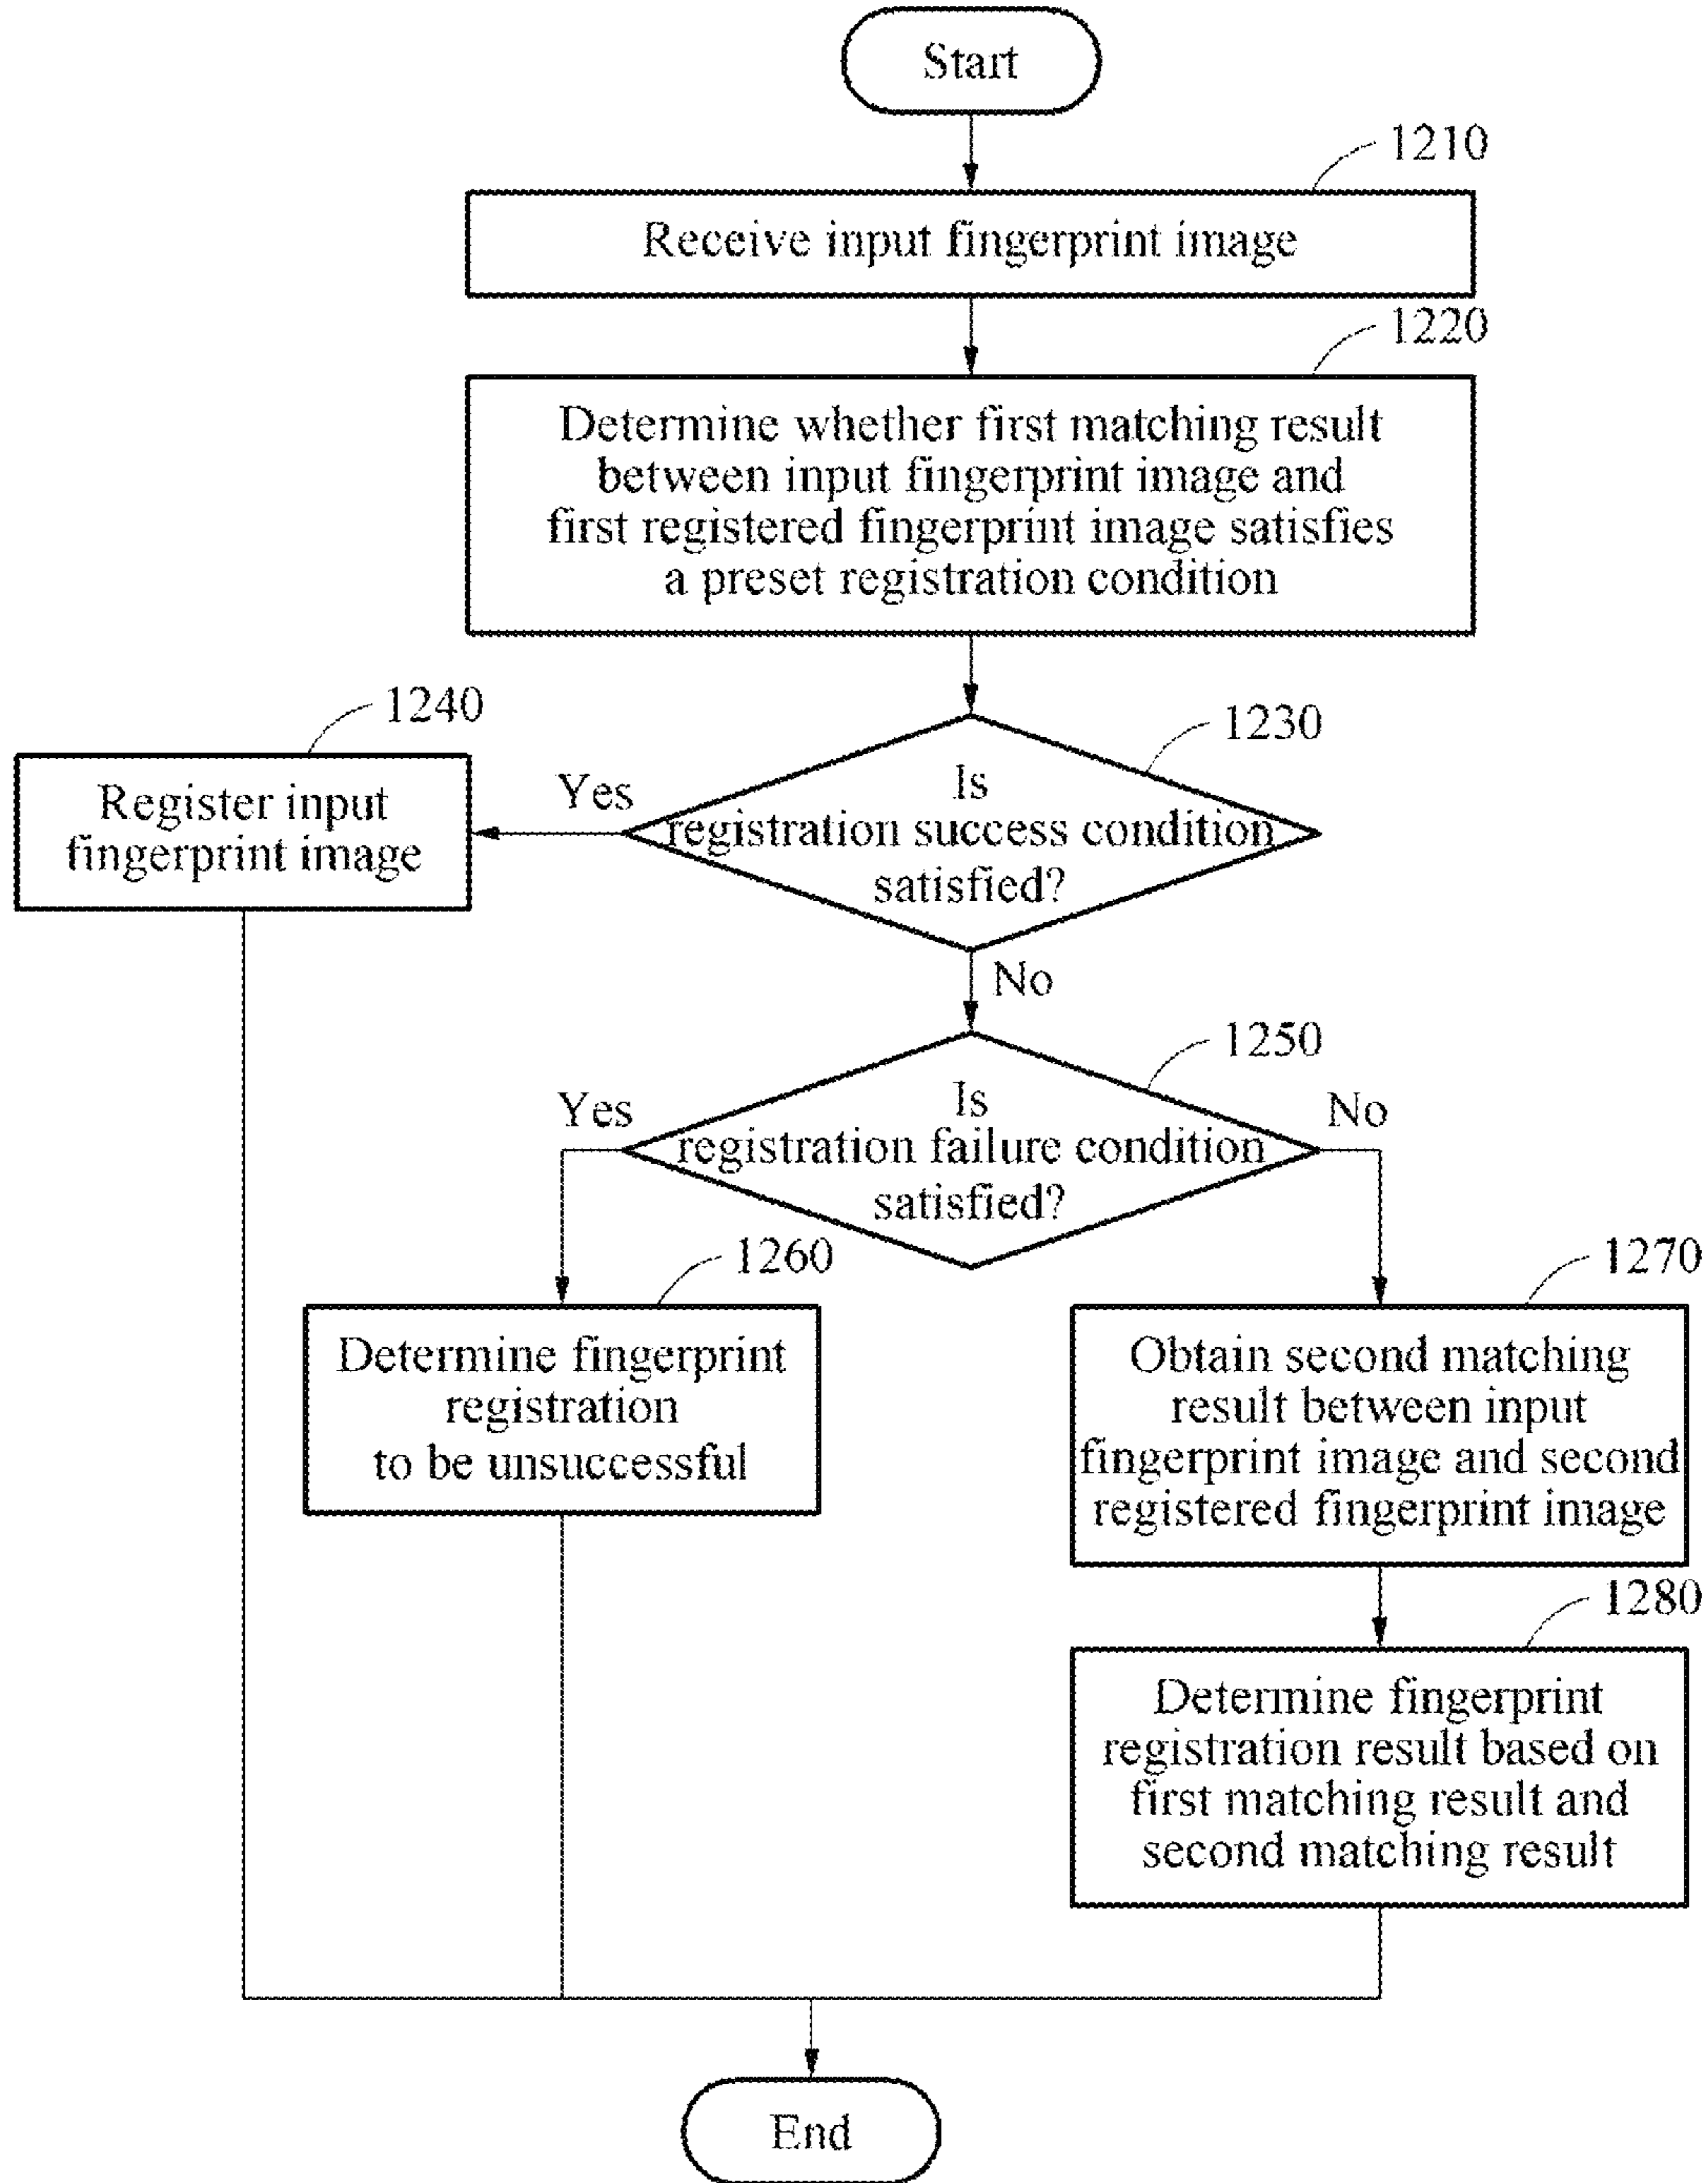 Start
1210
Receive input fingerprint image
1220
Determine whether first matching result
between input fingerprint image and
first registered fingerprint image satisfies
a preset registration condition
1240
1230
Register input
fingerprint image
Yes
Is
registration success condition
satisfied?
No
1250
Yes
Is
registration failure condition
satisfied?
No
1260
1270
Determine fingerprint
registration
to be unsuccessful
Obtain second matching
result between input
fingerprint image and second
registered fingerprint image
1280
Determine fingerprint
registration result based on
first matching result and
second matching result
End